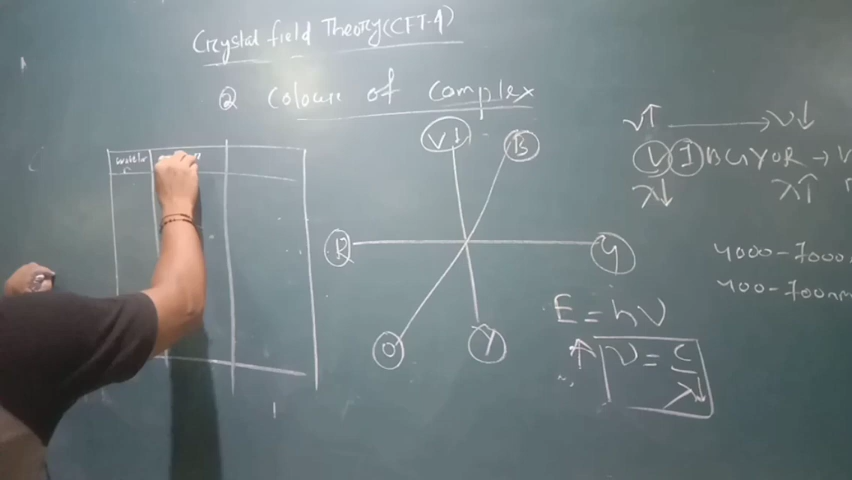 Crystal field Theory(CFT-4)
Q Colour of Complex
V↓
B
R
G
O
Y
ν↑ → ν↓
V I B G Y O R → V
λ↓ λ↑
4000-7000
400-700nm
E = hν
↑ ν = C
λ↓